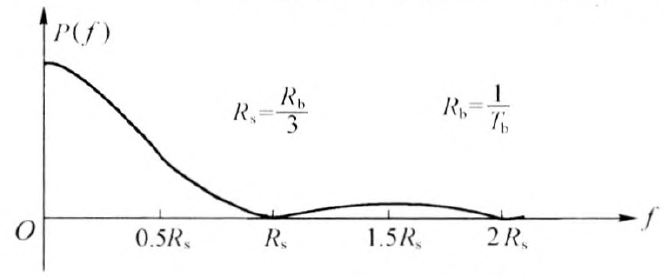 P(f)
R_s = R_b/3
R_b = 1/T_b
O
0.5R_s
R_s
1.5R_s
2R_s
f